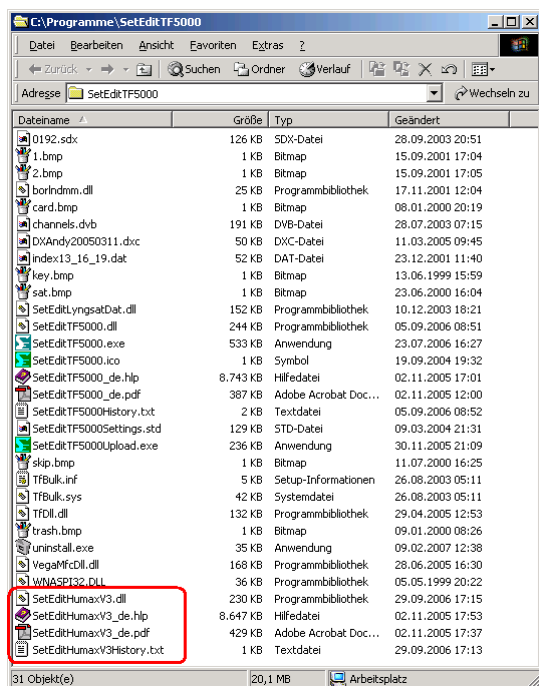 C:\Programme\SetEditTF5000
Datei Bearbeiten Ansicht Favoriten Extras ?
Zurück Suchen Ordner Verlauf
Adresse SetEditTF5000 Wechseln zu
Dateiname Größe Typ Geändert
0192.sdx 126 KB SDX-Datei 28.09.2003 20:51
1.bmp 1 KB Bitmap 15.09.2001 17:04
2.bmp 1 KB Bitmap 15.09.2001 17:05
borlndmm.dll 25 KB Programmbibliothek 17.11.2001 12:04
card.bmp 1 KB Bitmap 08.01.2000 20:19
channels.dvb 191 KB DVB-Datei 28.07.2003 07:15
DXAndy20050311.dxc 50 KB DXC-Datei 11.03.2005 09:45
index13_16_19.dat 52 KB DAT-Datei 23.12.2001 11:40
key.bmp 1 KB Bitmap 13.06.1999 15:59
sat.bmp 1 KB Bitmap 23.06.2000 16:04
SetEditLyngsatDat.dll 152 KB Programmbibliothek 10.12.2003 18:21
SetEditTF5000.dll 244 KB Programmbibliothek 05.09.2006 08:51
SetEditTF5000.exe 533 KB Anwendung 23.07.2006 16:27
SetEditTF5000.ico 1 KB Symbol 19.09.2004 19:32
SetEditTF5000_de.hlp 8.743 KB Hilfedatei 02.11.2005 17:01
SetEditTF5000_de.pdf 387 KB Adobe Acrobat Doc... 02.11.2005 12:00
SetEditTF5000History.txt 2 KB Textdatei 05.09.2006 08:52
SetEditTF5000Settings.std 129 KB STD-Datei 09.03.2004 21:31
SetEditTF5000Upload.exe 236 KB Anwendung 30.11.2005 21:09
skip.bmp 1 KB Bitmap 11.07.2000 16:25
TfBulk.inf 5 KB Setup-Informationen 26.08.2003 05:11
TfBulk.sys 42 KB Systemdatei 26.08.2003 05:11
TfDll.dll 132 KB Programmbibliothek 29.04.2005 12:53
trash.bmp 1 KB Bitmap 09.01.2000 08:26
uninstall.exe 35 KB Anwendung 09.02.2007 12:38
VegaMfcDll.dll 168 KB Programmbibliothek 28.06.2005 16:30
WNASPI32.DLL 36 KB Programmbibliothek 05.05.1999 20:22
SetEditHumaxV3.dll 230 KB Programmbibliothek 29.09.2006 17:15
SetEditHumaxV3_de.hlp 8.647 KB Hilfedatei 02.11.2005 17:53
SetEditHumaxV3_de.pdf 429 KB Adobe Acrobat Doc... 02.11.2005 17:37
SetEditHumaxV3History.txt 1 KB Textdatei 29.09.2006 17:13
31 Objekt(e) 20,1 MB Arbeitsplatz